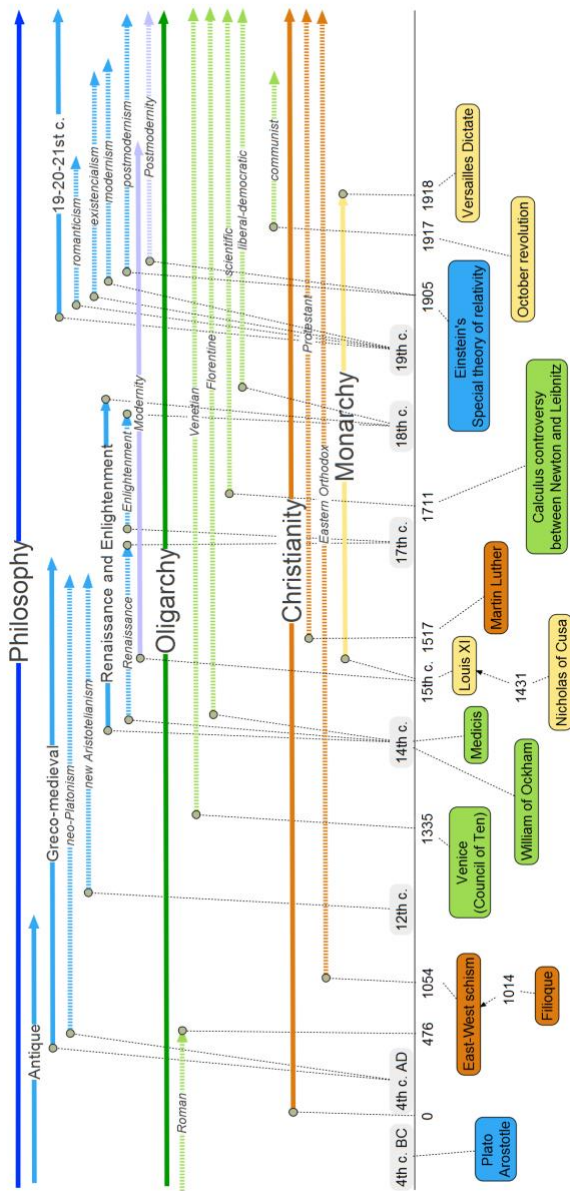 Philosophy
Antique
Greco-medieval
neo-Platonism
new Aristotelianism
Renaissance and Enlightenment
Renaissance
Enlightenment
19-20-21st c.
romanticism
existencialism
modernism
postmodernism
Modernity
Postmodernity
Oligarchy
Roman
Venetian
Florentine
scientific
liberal-democratic
communist
Christianity
Protestant
Eastern Orthodox
Monarchy
4th c. BC
0
4th c. AD
476
1054
12th c.
1335
14th c.
15th c.
1517
17th c.
1711
18th c.
19th c.
1905
1917
1918
Plato
Arostotle
East-West schism
1014
Filioque
Venice
(Council of Ten)
William of Ockham
Medicis
Louis XI
1431
Nicholas of Cusa
Martin Luther
Calculus controversy
between Newton and Leibnitz
Einstein's
Special theory of relativity
October revolution
Versailles Dictate